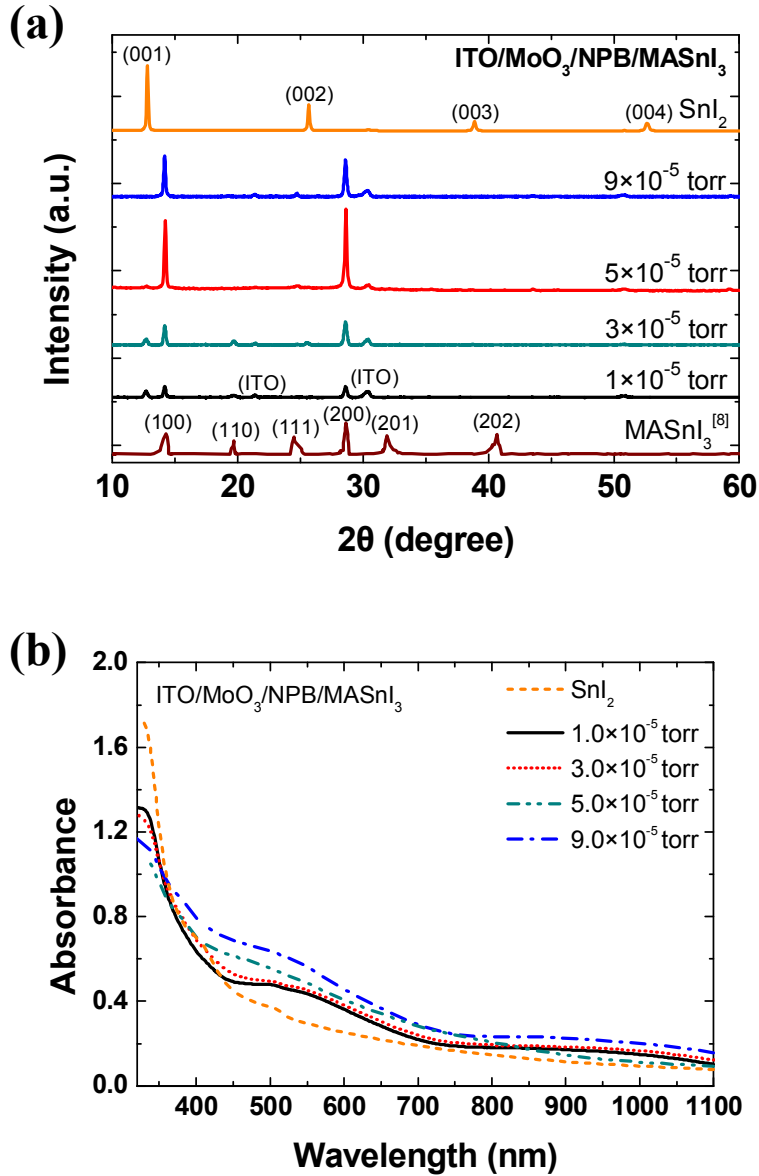 (a)
ITO/MoO₃/NPB/MASnI₃
(001)
(002)
(003)
(004)
SnI₂
9×10⁻⁵ torr
5×10⁻⁵ torr
3×10⁻⁵ torr
(ITO)
(ITO)
1×10⁻⁵ torr
(100)
(110)
(111)
(200)
(201)
(202)
MASnI₃[8]
Intensity (a.u.)
10 20 30 40 50 60
2θ (degree)
(b)
ITO/MoO₃/NPB/MASnI₃
SnI₂
1.0×10⁻⁵ torr
3.0×10⁻⁵ torr
5.0×10⁻⁵ torr
9.0×10⁻⁵ torr
2.0
1.6
1.2
0.8
0.4
0.0
Absorbance
400 500 600 700 800 900 1000 1100
Wavelength (nm)